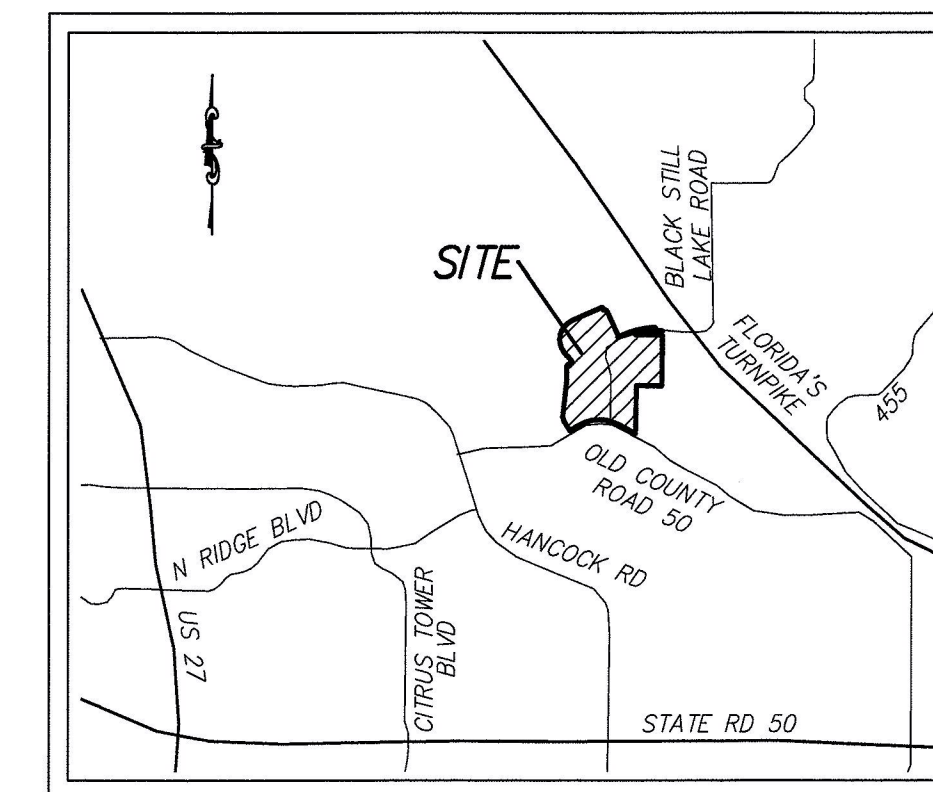 BLACK STILL
LAKE ROAD
SITE
FLORIDA'S
TURNPIKE
455
OLD COUNTY
ROAD 50
N RIDGE BLVD
HANCOCK RD
US 27
CITRUS TOWER
BLVD
STATE RD 50